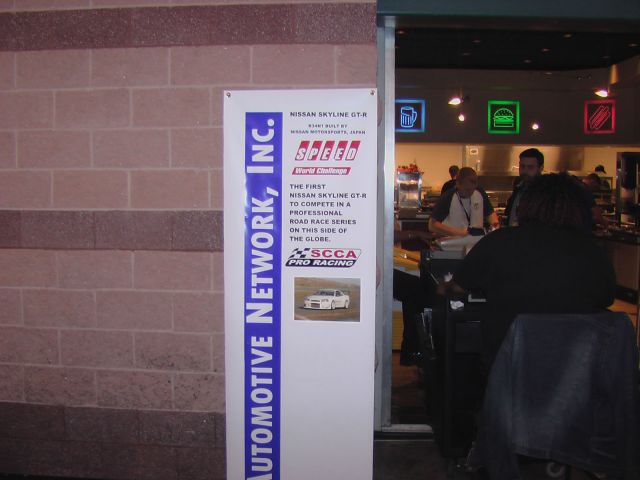 NISSAN SKYLINE GT-R
R34N1 BUILT BY
NISSAN MOTORSPORTS, JAPAN
SPEED
World Challenge
THE FIRST
NISSAN SKYLINE GT-R
TO COMPETE IN A
PROFESSIONAL
ROAD RACE SERIES
ON THIS SIDE OF
THE GLOBE.
SCCA
PRO RACING
AUTOMOTIVE NETWORK, INC.